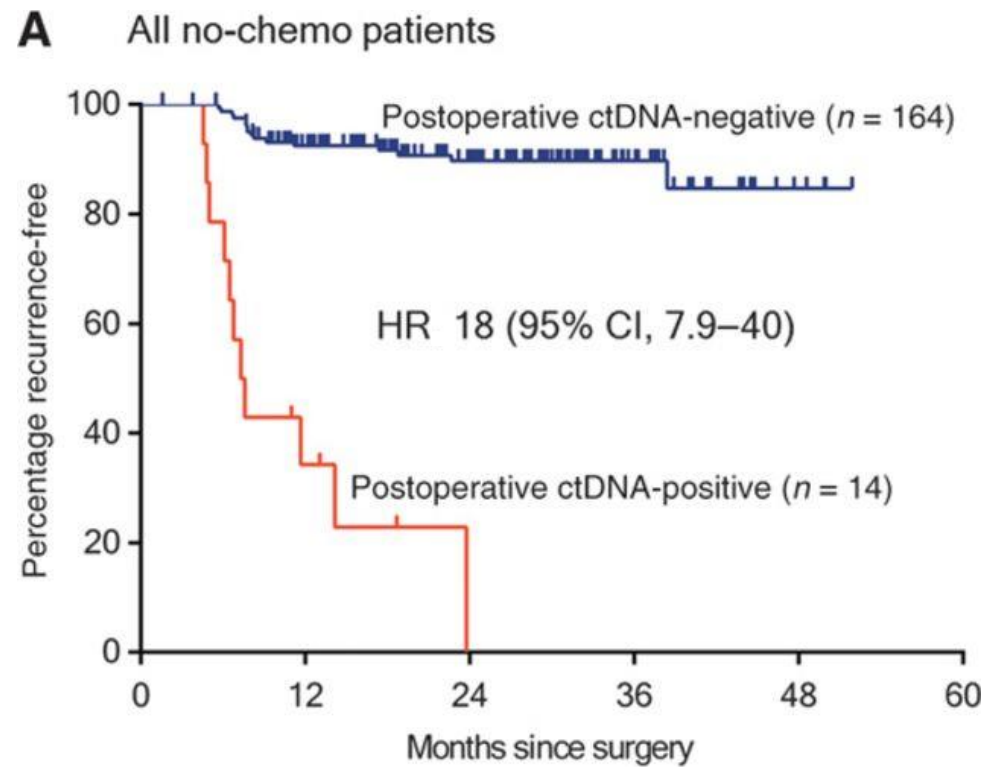 A All no-chemo patients
Percentage recurrence-free
100
80
60
40
20
0
Postoperative ctDNA-negative (n = 164)
HR 18 (95% CI, 7.9–40)
Postoperative ctDNA-positive (n = 14)
0 12 24 36 48 60
Months since surgery